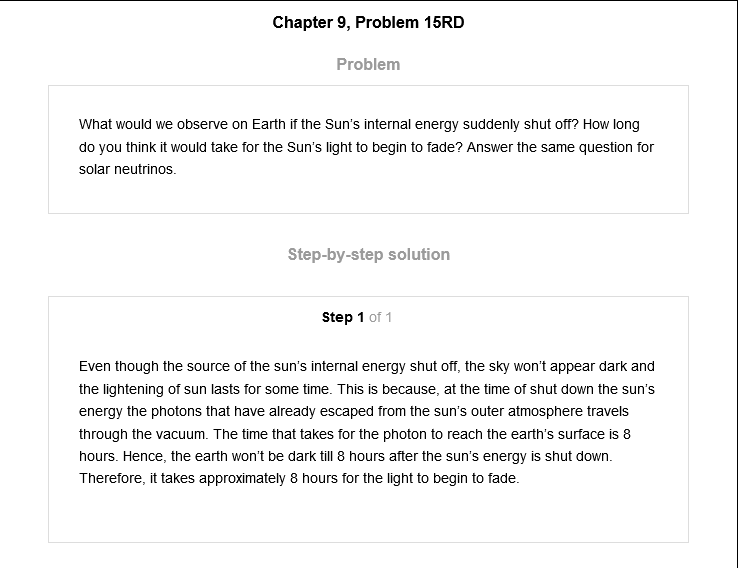 Chapter 9, Problem 15RD
Problem
What would we observe on Earth if the Sun's internal energy suddenly shut off? How long
do you think it would take for the Sun's light to begin to fade? Answer the same question for
solar neutrinos.
Step-by-step solution
Step 1 of 1
Even though the source of the sun's internal energy shut off, the sky won't appear dark and
the lightening of sun lasts for some time. This is because, at the time of shut down the sun's
energy the photons that have already escaped from the sun's outer atmosphere travels
through the vacuum. The time that takes for the photon to reach the earth's surface is 8
hours. Hence, the earth won't be dark till 8 hours after the sun's energy is shut down.
Therefore, it takes approximately 8 hours for the light to begin to fade.